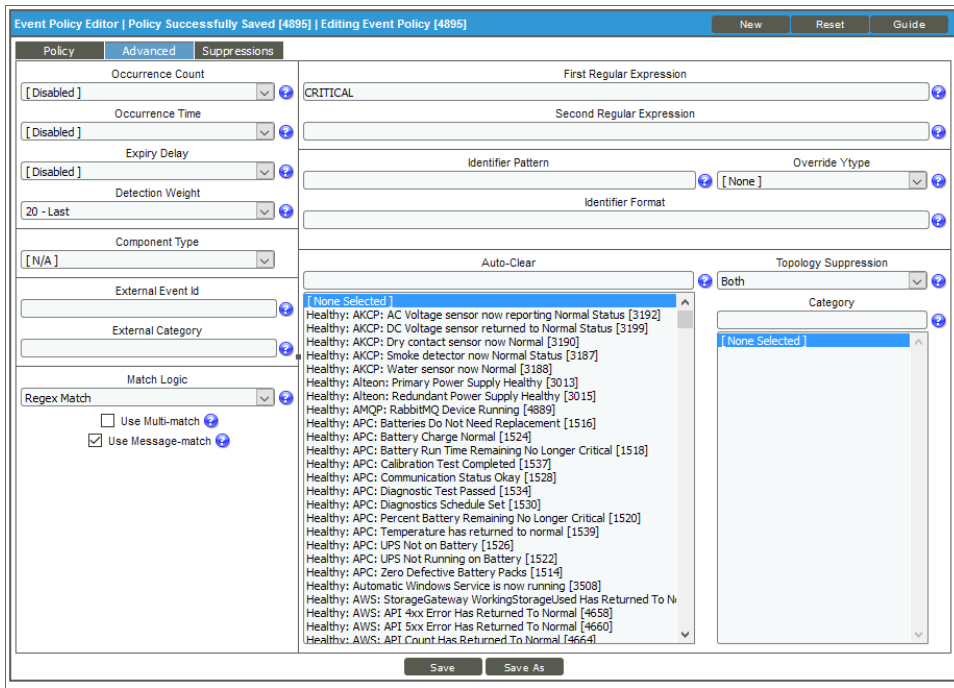 Event Policy Editor | Policy Successfully Saved [4895] | Editing Event Policy [4895]
New
Reset
Guide
Policy
Advanced
Suppressions
Occurrence Count
[ Disabled ]
Occurrence Time
[ Disabled ]
Expiry Delay
[ Disabled ]
Detection Weight
20 - Last
Component Type
[ N/A ]
External Event Id
External Category
Match Logic
Regex Match
Use Multi-match
Use Message-match
First Regular Expression
CRITICAL
Second Regular Expression
Identifier Pattern
Override Ytype
[ None ]
Identifier Format
Auto-Clear
[ None Selected ]
Healthy: AKCP: AC Voltage sensor now reporting Normal Status [3192]
Healthy: AKCP: DC Voltage sensor returned to Normal Status [3199]
Healthy: AKCP: Dry contact sensor now Normal [3190]
Healthy: AKCP: Smoke detector now Normal Status [3187]
Healthy: AKCP: Water sensor now Normal [3188]
Healthy: Alteon: Primary Power Supply Healthy [3013]
Healthy: Alteon: Redundant Power Supply Healthy [3015]
Healthy: AMQP: RabbitMQ Device Running [4889]
Healthy: APC: Batteries Do Not Need Replacement [1516]
Healthy: APC: Battery Charge Normal [1524]
Healthy: APC: Battery Run Time Remaining No Longer Critical [1518]
Healthy: APC: Calibration Test Completed [1537]
Healthy: APC: Communication Status Okay [1528]
Healthy: APC: Diagnostic Test Passed [1534]
Healthy: APC: Diagnostics Schedule Set [1530]
Healthy: APC: Percent Battery Remaining No Longer Critical [1520]
Healthy: APC: Temperature has returned to normal [1539]
Healthy: APC: UPS Not on Battery [1526]
Healthy: APC: UPS Not Running on Battery [1522]
Healthy: APC: Zero Defective Battery Packs [1514]
Healthy: Automatic Windows Service is now running [3508]
Healthy: AWS: StorageGateway WorkingStorageUsed Has Returned To
Healthy: AWS: API 4xx Error Has Returned To Normal [4658]
Healthy: AWS: API 5xx Error Has Returned To Normal [4660]
Healthy: AWS: API Count Has Returned To Normal [4664]
Topology Suppression
Both
Category
[ None Selected ]
Save
Save As